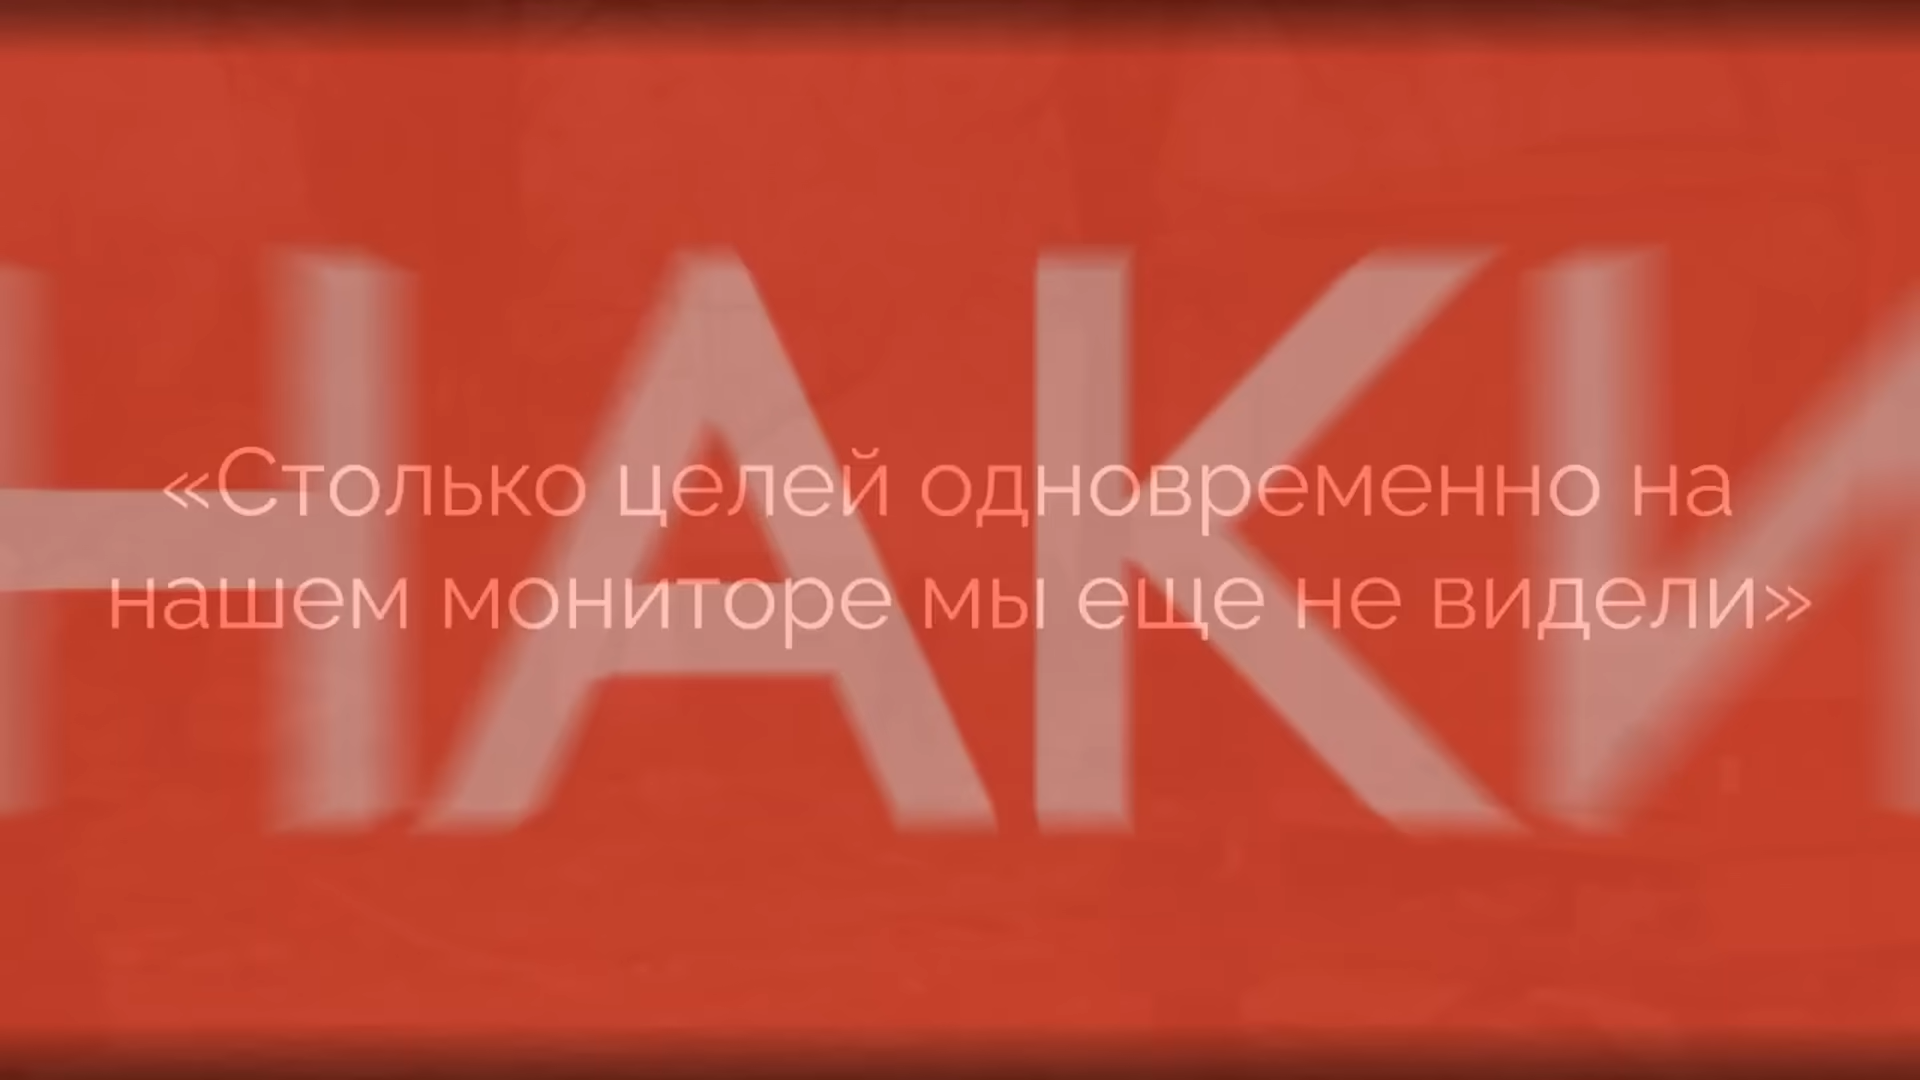 НАКИ
«Столько целей одновременно на
нашем мониторе мы еще не видели»